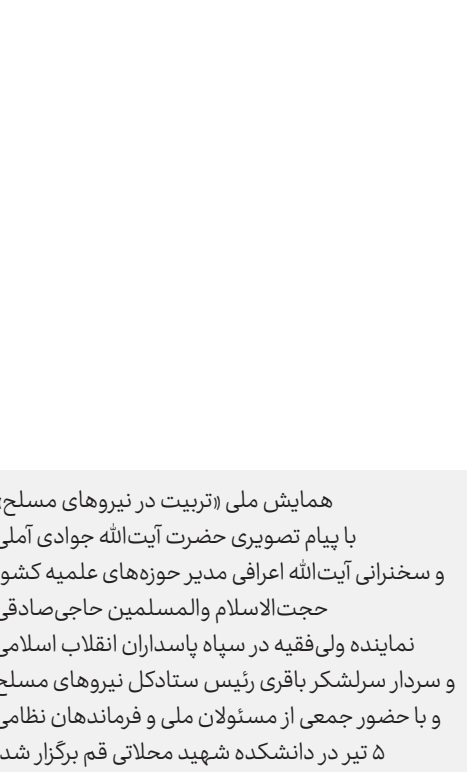 همایش ملی «تربیت در نیروهای مسلح»
با پیام تصویری حضرت آیت‌الله جوادی آملی
و سخنرانی آیت‌الله اعرافی مدیر حوزه‌های علمیه کشور
حجت‌الاسلام والمسلمین حاجی‌صادقی
نماینده ولی‌فقیه در سپاه پاسداران انقلاب اسلامی
و سردار سرلشکر باقری رئیس ستادکل نیروهای مسلح
و با حضور جمعی از مسئولان ملی و فرماندهان نظامی
۵ تیر در دانشکده شهید محلاتی قم برگزار شد